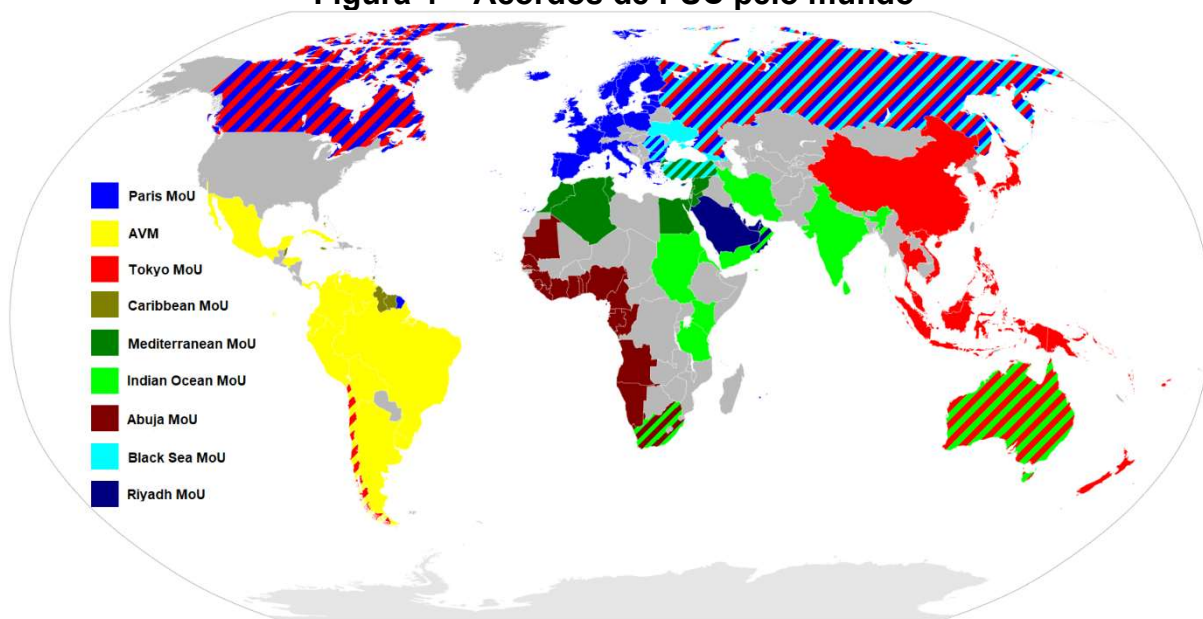 Figura – Acordos de PSC pelo mundo
Paris MoU
AVM
Tokyo MoU
Caribbean MoU
Mediterranean MoU
Indian Ocean MoU
Abuja MoU
Black Sea MoU
Riyadh MoU